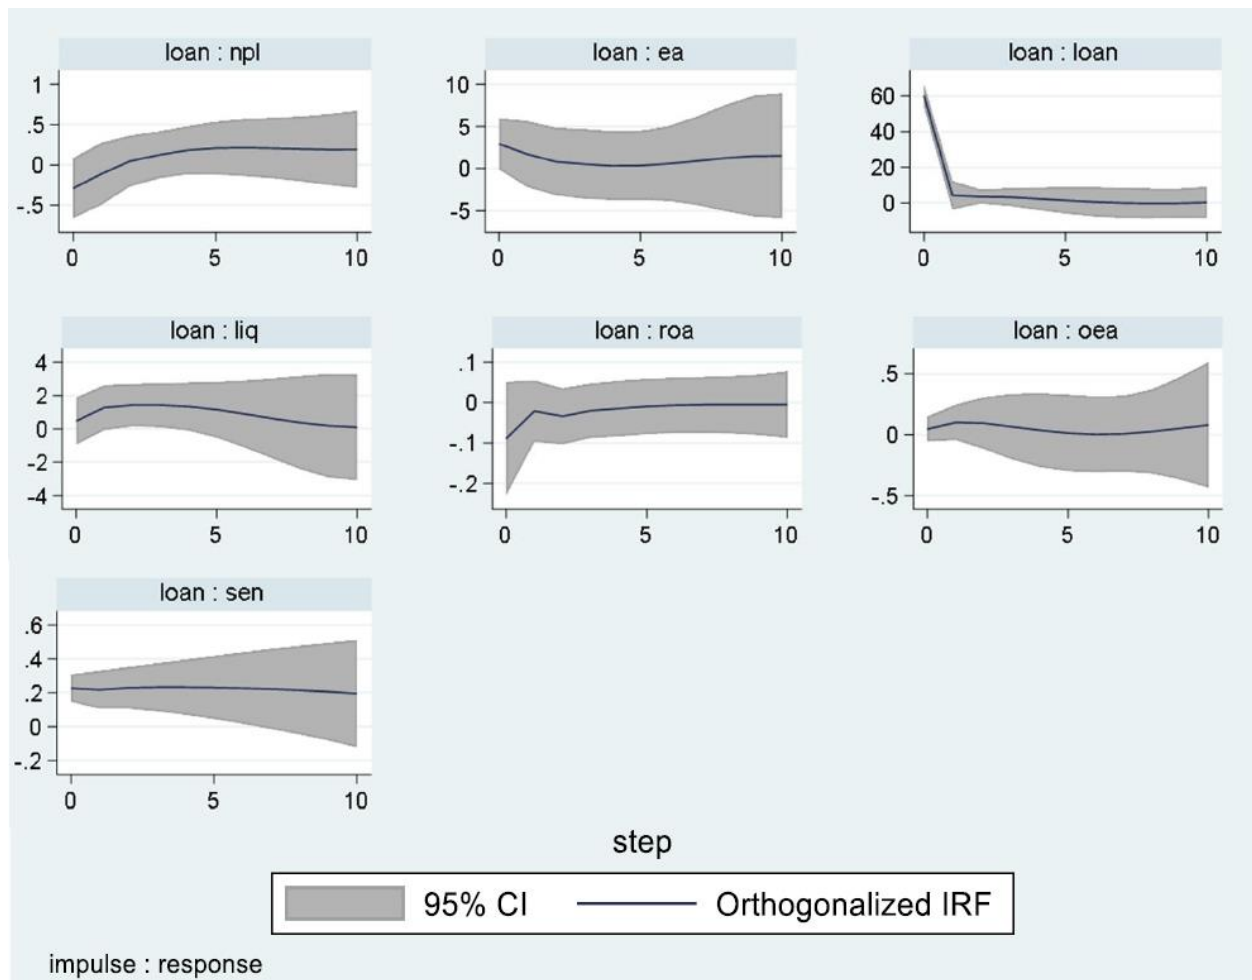 loan : npl
1
.5
0
-.5
0 5 10
loan : ea
10
5
0
-5
0 5 10
loan : loan
60
40
20
0
0 5 10
loan : liq
4
2
0
-2
-4
0 5 10
loan : roa
.1
0
-.1
-.2
0 5 10
loan : oea
.5
0
-.5
0 5 10
loan : sen
.6
.4
.2
0
-.2
0 5 10
step
95% CI Orthogonalized IRF
impulse : response